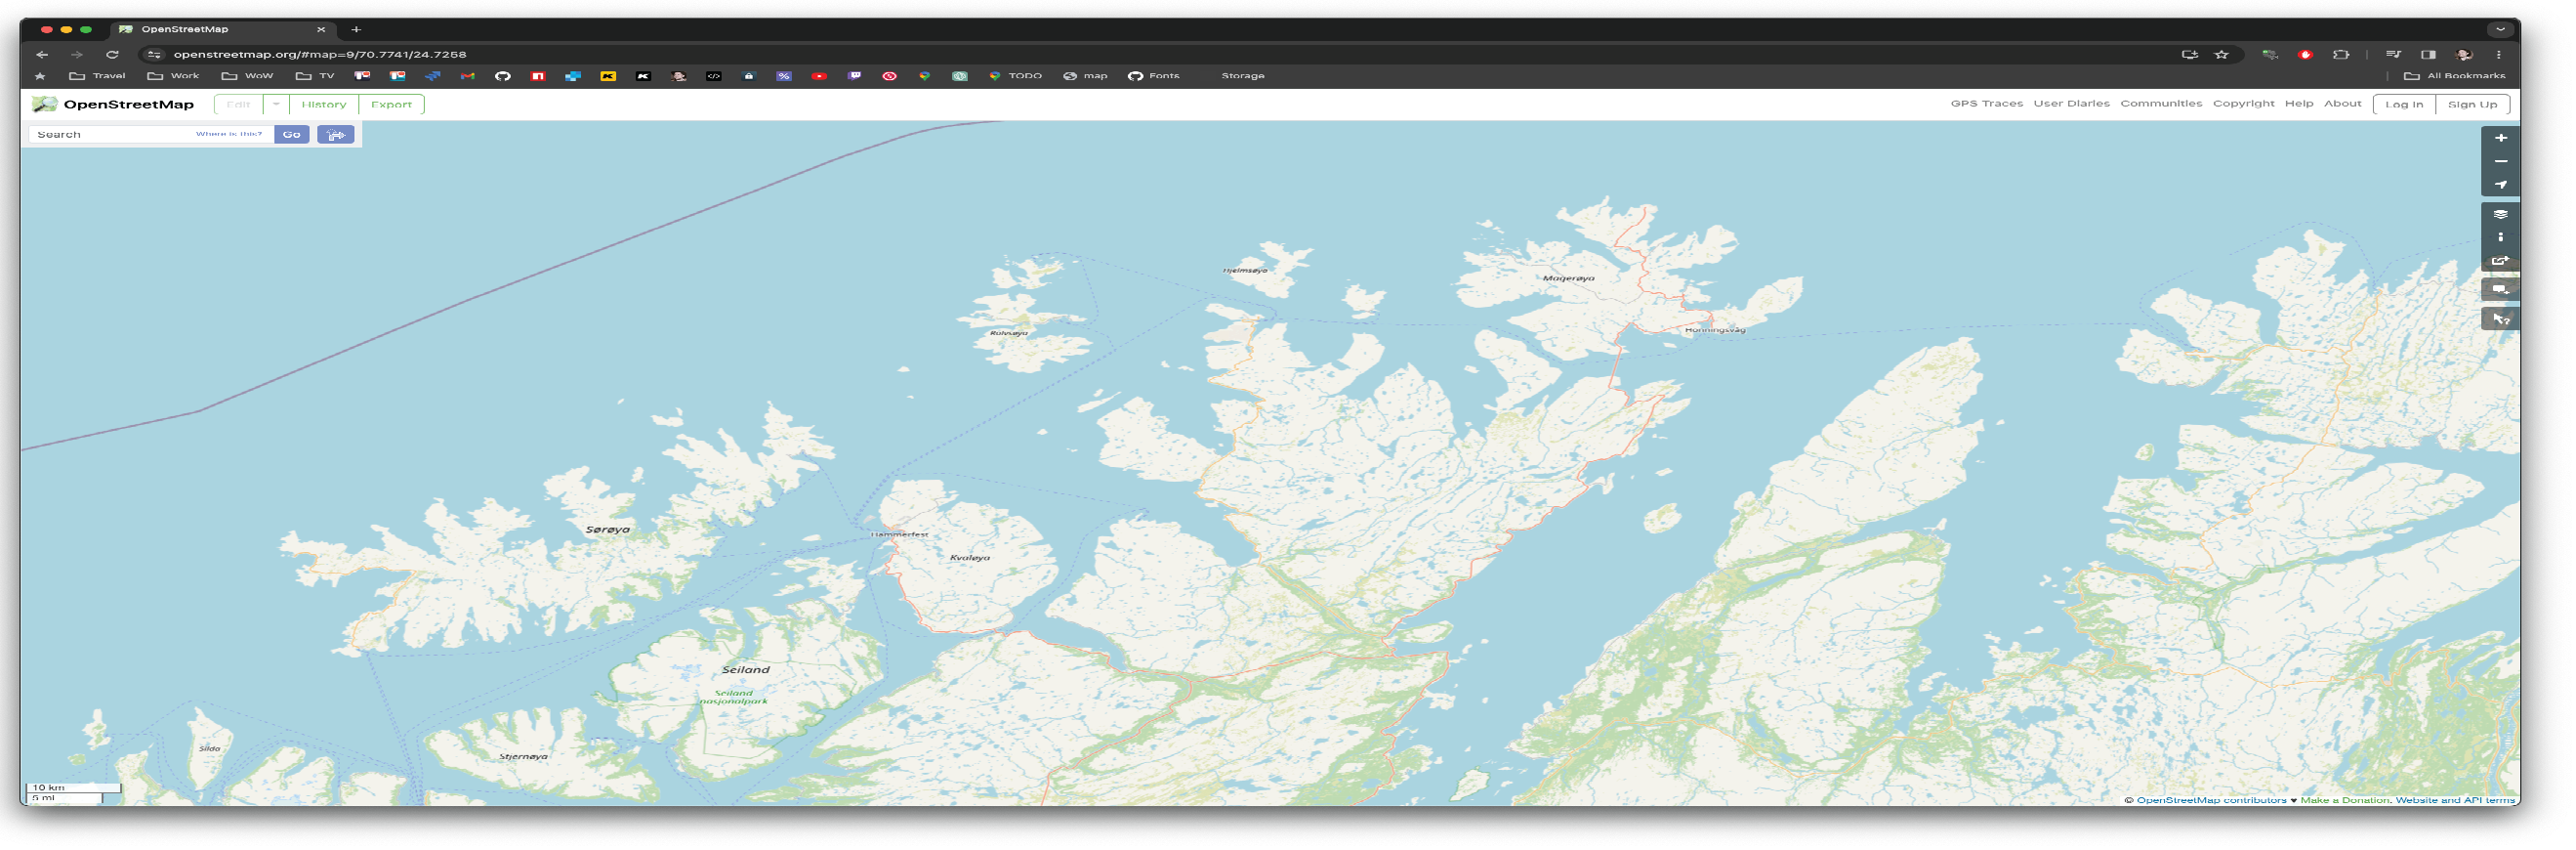 OpenStreetMap
openstreetmap.org/#map=9/70.7741/24.7258
Travel Work WoW TV TODO map Fonts Storage All Bookmarks
OpenStreetMap Edit History Export GPS Traces User Diaries Communities Copyright Help About Log In Sign Up
Search Where is this? Go
Hjelmsøya
Magerøya
Honningsvåg
Rolvsøya
Sørøya
Hammerfest
Kvaløya
Seiland
Seiland
nasjonalpark
Silda
Stjernøya
10 km
5 mi
© OpenStreetMap contributors ♥ Make a Donation. Website and API terms